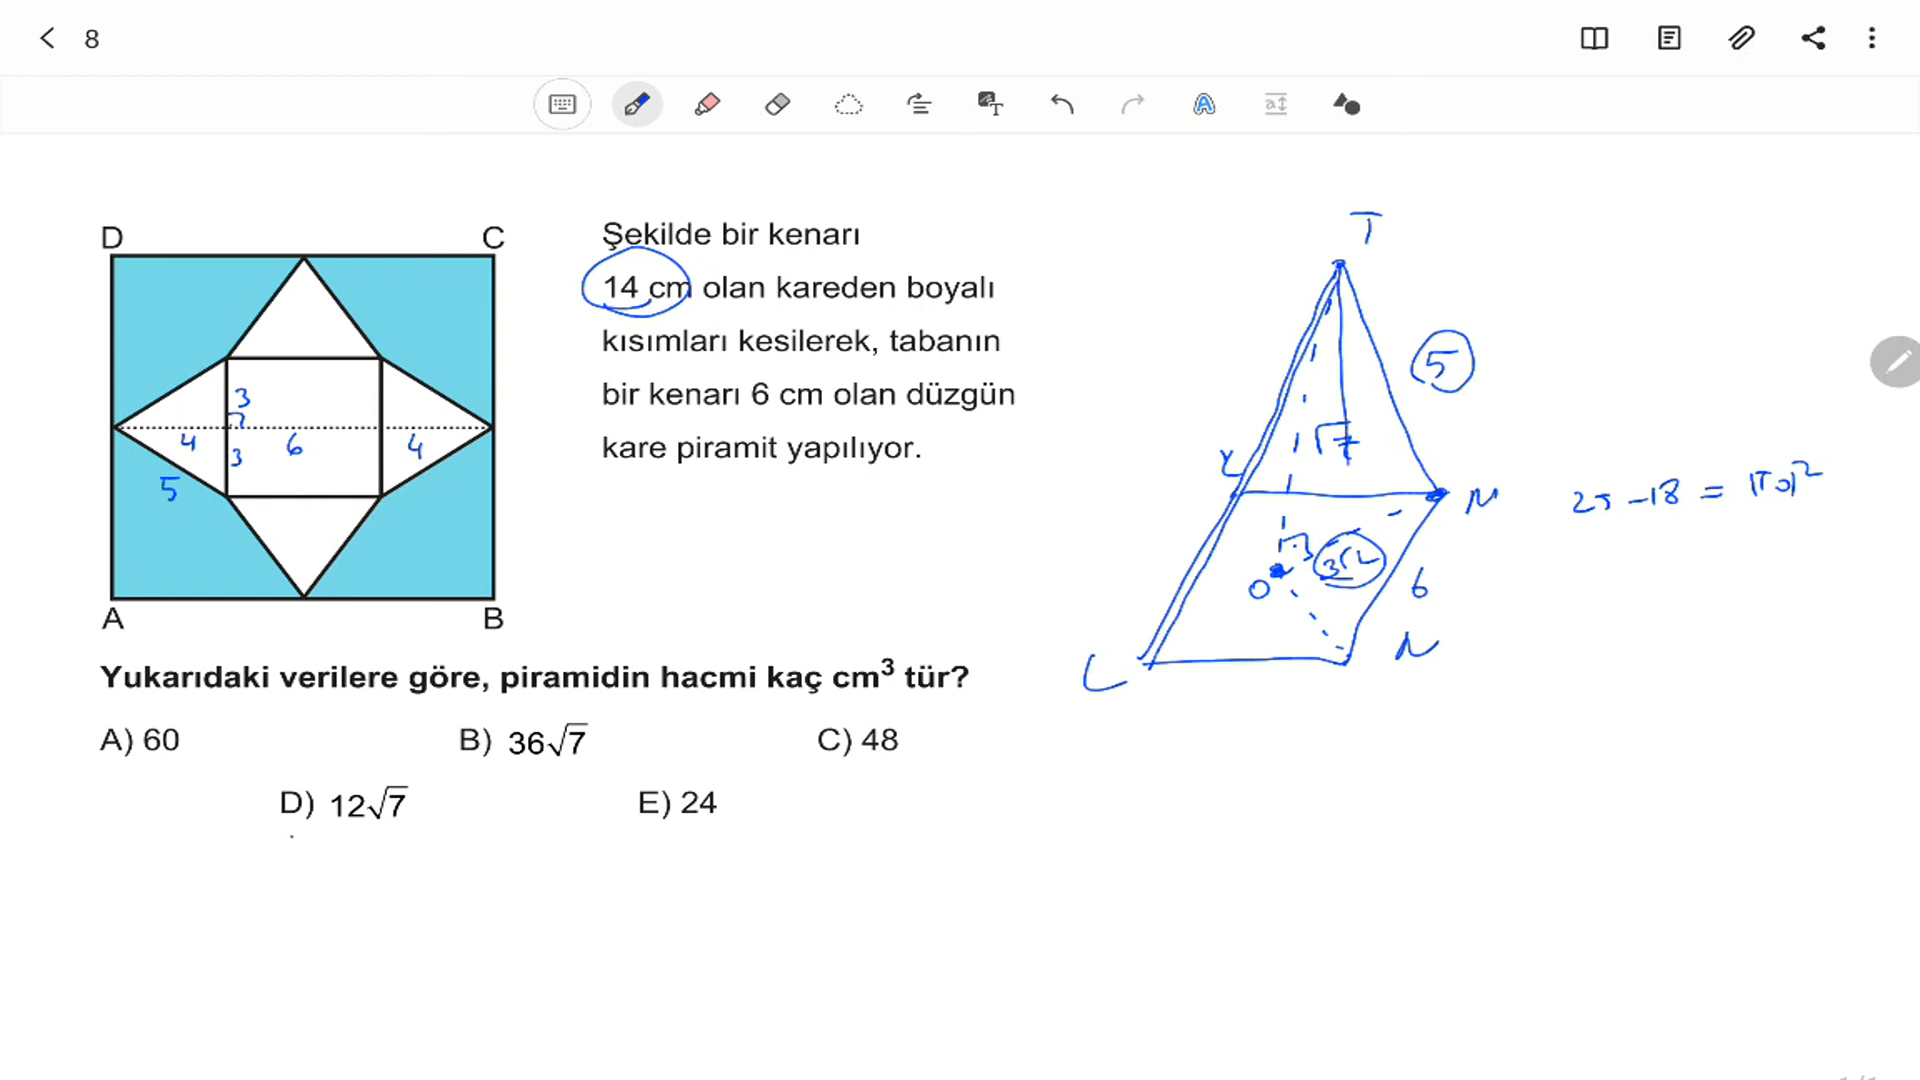 8
D C
Şekilde bir kenarı
14 cm olan kareden boyalı
kısımları kesilerek, tabanın
bir kenarı 6 cm olan düzgün
kare piramit yapılıyor.
3
4 6 4
3
5
A B
T
5
√7
K M
25 - 18 = |TO|²
3√2
O 6
L N
Yukarıdaki verilere göre, piramidin hacmi kaç cm³ tür?
A) 60 B) 36√7 C) 48
D) 12√7 E) 24